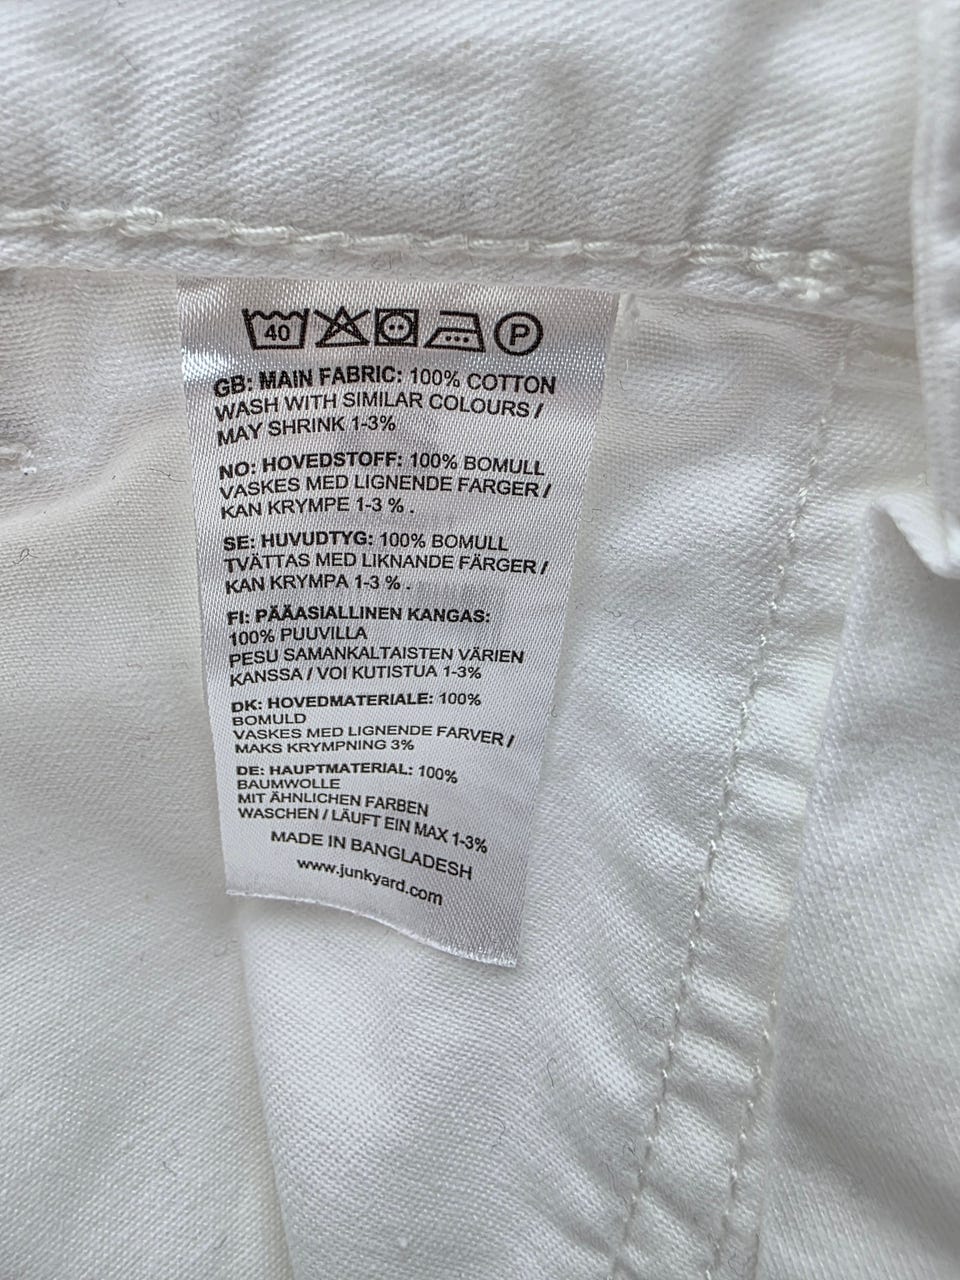 40
P
GB: MAIN FABRIC: 100% COTTON
WASH WITH SIMILAR COLOURS /
MAY SHRINK 1-3%
NO: HOVEDSTOFF: 100% BOMULL
VASKES MED LIGNENDE FARGER /
KAN KRYMPE 1-3 % .
SE: HUVUDTYG: 100% BOMULL
TVÄTTAS MED LIKNANDE FÄRGER /
KAN KRYMPA 1-3 % .
FI: PÄÄASIALLINEN KANGAS:
100% PUUVILLA
PESU SAMANKALTAISTEN VÄRIEN
KANSSA / VOI KUTISTUA 1-3%
DK: HOVEDMATERIALE: 100%
BOMULD
VASKES MED LIGNENDE FARVER /
MAKS KRYMPNING 3%
DE: HAUPTMATERIAL: 100%
BAUMWOLLE
MIT ÄHNLICHEN FARBEN
WASCHEN / LÄUFT EIN MAX 1-3%
MADE IN BANGLADESH
www.junkyard.com